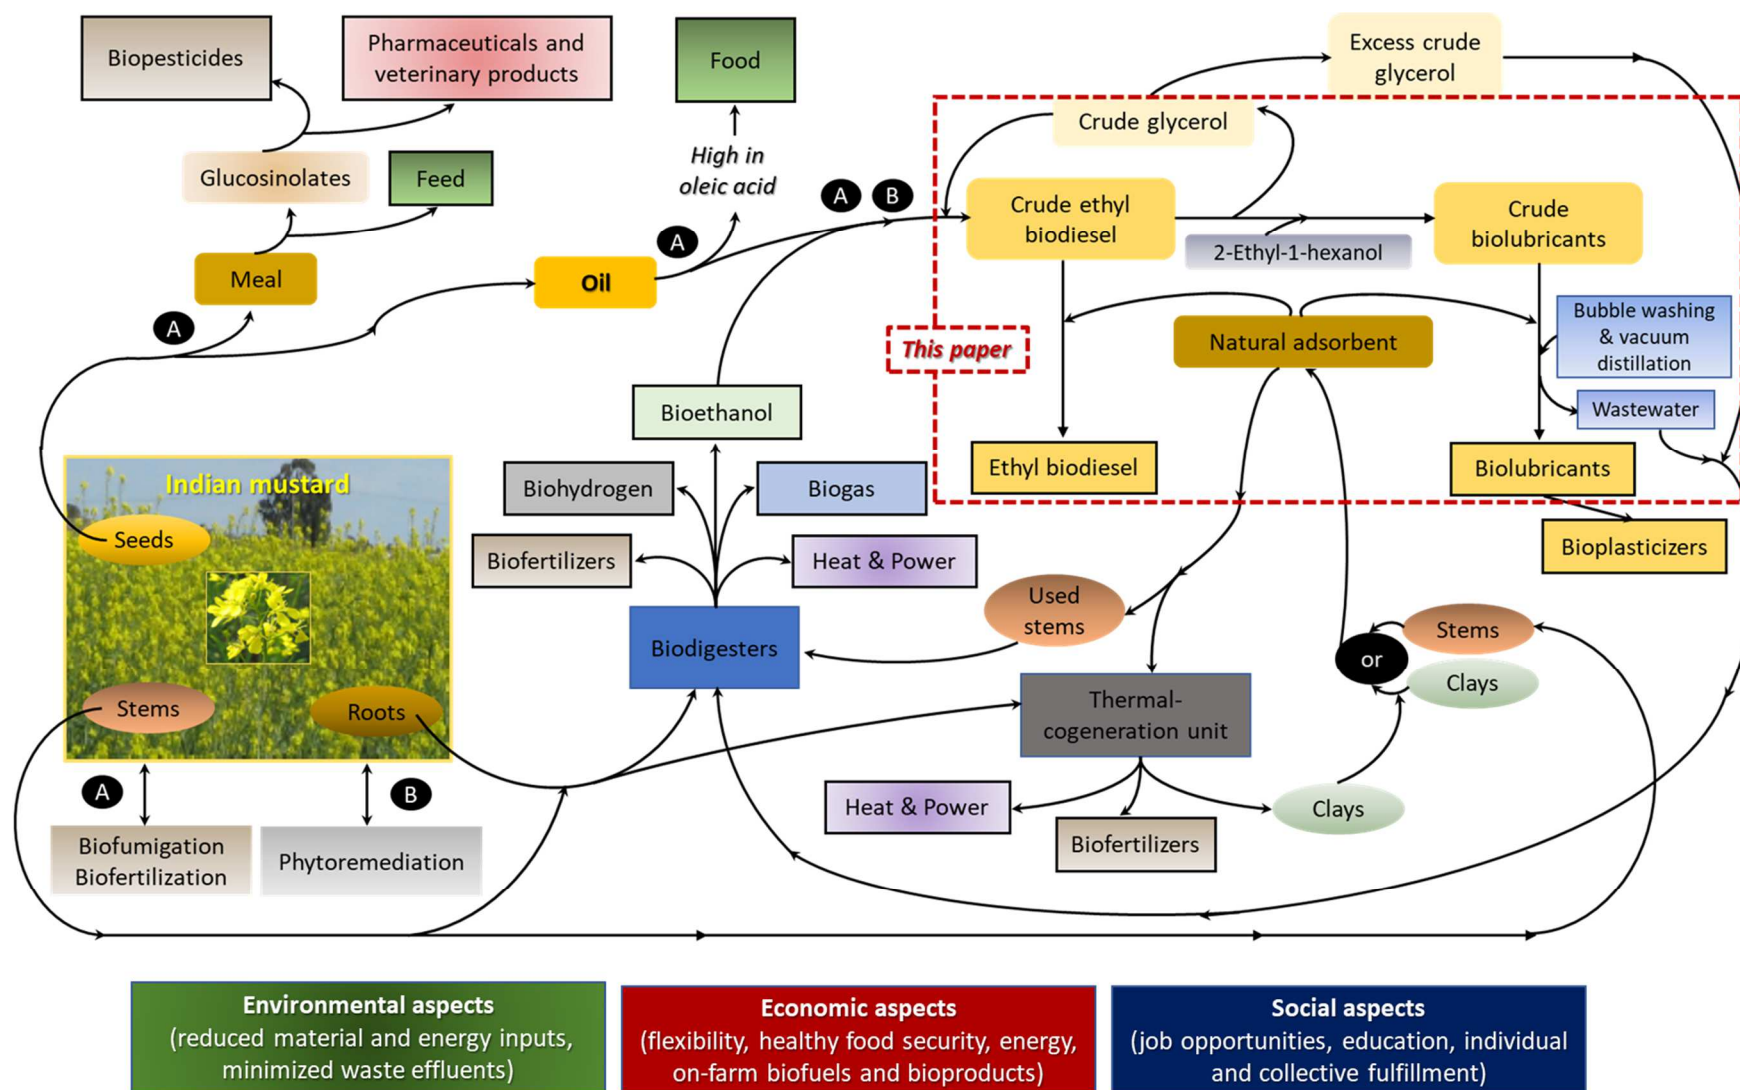 Biopesticides
Pharmaceuticals and
veterinary products
Food
Excess crude
glycerol
Crude glycerol
Glucosinolates
Feed
High in
oleic acid
A
B
Crude ethyl
biodiesel
Crude
biolubricants
2-Ethyl-1-hexanol
Meal
A
Oil
A
This paper
Natural adsorbent
Bubble washing
& vacuum
distillation
Wastewater
Bioethanol
Ethyl biodiesel
Biolubricants
Indian mustard
Biohydrogen
Biogas
Seeds
Biofertilizers
Heat & Power
Bioplasticizers
Used
stems
Stems
Biodigesters
or
Clays
Stems
Roots
Thermal-
cogeneration unit
A
B
Heat & Power
Clays
Biofertilizers
Biofumigation
Biofertilization
Phytoremediation
Environmental aspects
(reduced material and energy inputs,
minimized waste effluents)
Economic aspects
(flexibility, healthy food security, energy,
on-farm biofuels and bioproducts)
Social aspects
(job opportunities, education, individual
and collective fulfillment)